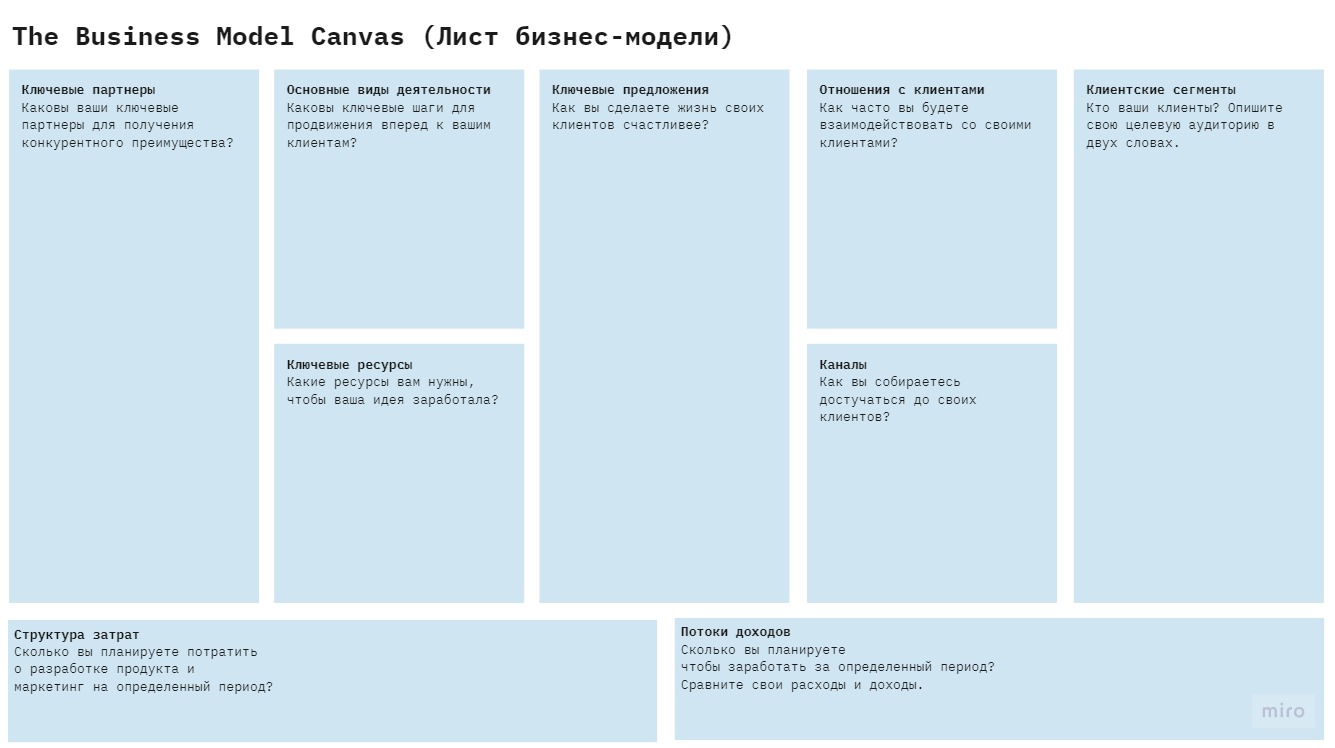 The Business Model Canvas (Лист бизнес-модели)
Ключевые партнеры
Каковы ваши ключевые
партнеры для получения
конкурентного преимущества?
Основные виды деятельности
Каковы ключевые шаги для
продвижения вперед к вашим
клиентам?
Ключевые ресурсы
Какие ресурсы вам нужны,
чтобы ваша идея заработала?
Ключевые предложения
Как вы сделаете жизнь своих
клиентов счастливее?
Отношения с клиентами
Как часто вы будете
взаимодействовать со своими
клиентами?
Каналы
Как вы собираетесь
достучаться до своих
клиентов?
Клиентские сегменты
Кто ваши клиенты? Опишите
свою целевую аудиторию в
двух словах.
Структура затрат
Сколько вы планируете потратить
о разработке продукта и
маркетинг на определенный период?
Потоки доходов
Сколько вы планируете
чтобы заработать за определенный период?
Сравните свои расходы и доходы.
miro